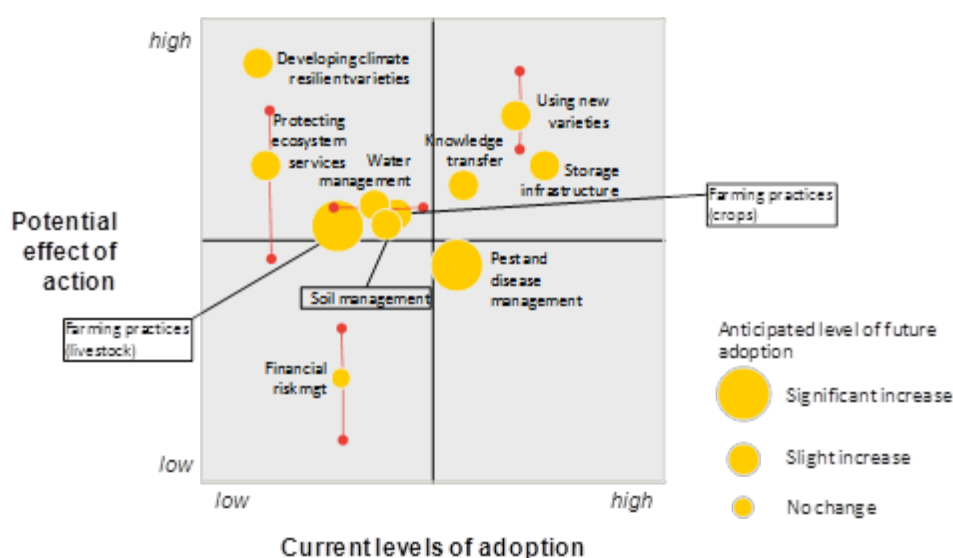 high
Developing climate
resilient varieties
Protecting
ecosystem
services
Water
management
Knowledge
transfer
Using new
varieties
Storage
infrastructure
Farming practices
(crops)
Potential
effect of
action
Pest and
disease
management
Soil management
Farming practices
(livestock)
Financial
risk mgt
Anticipated level of future
adoption
Significant increase
Slight increase
No change
low
low
high
Current levels of adoption